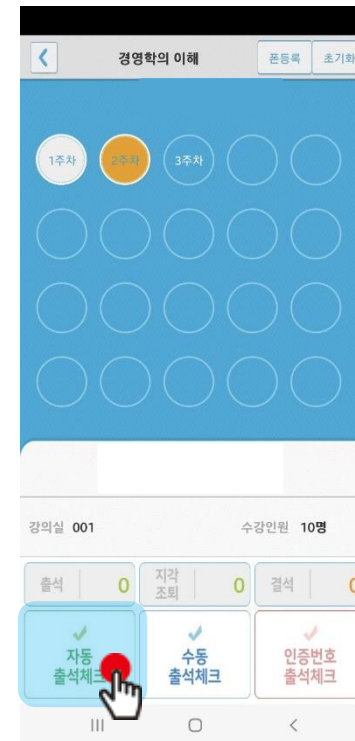 경영학의 이해
폰등록
초기화
1주차
2주차
3주차
강의실 001
수강인원 10명
출석 0
지각
조퇴 0
결석 0
자동
출석체크
수동
출석체크
인증번호
출석체크